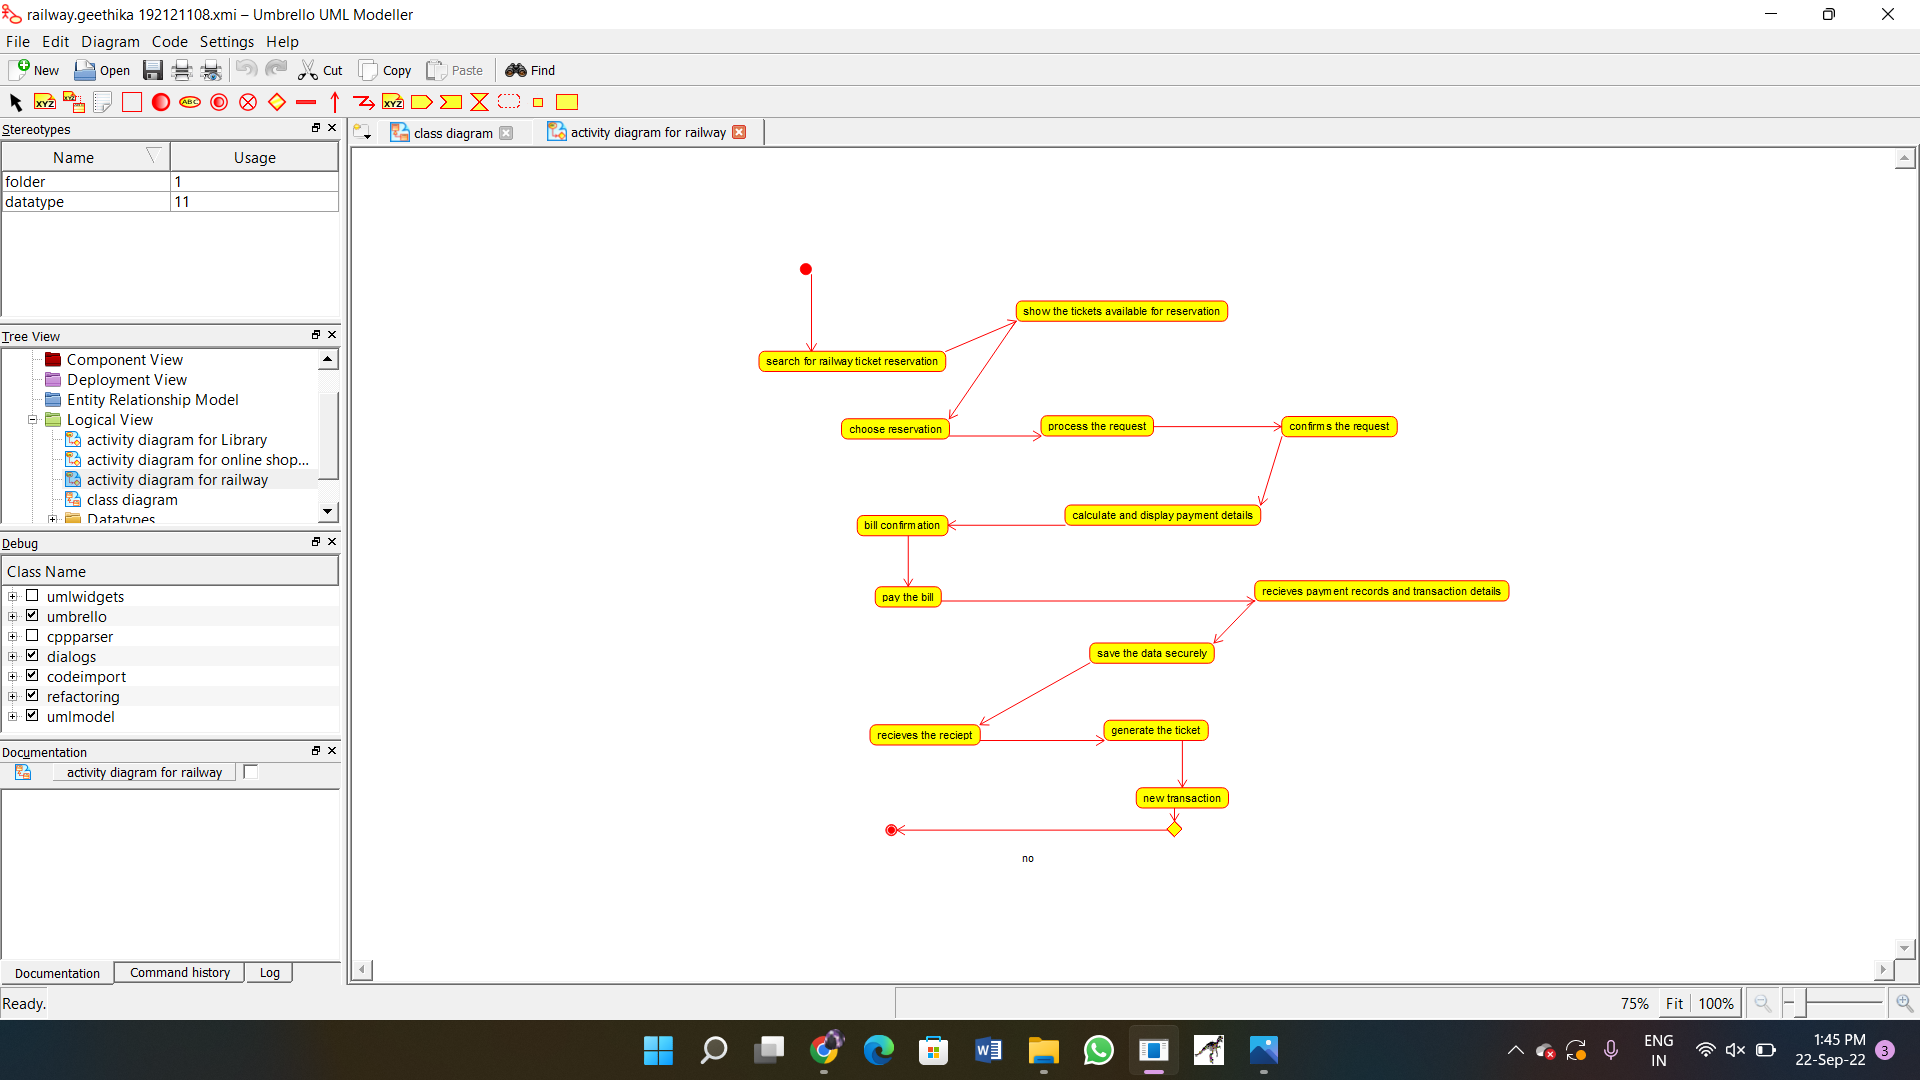 railway.geethika 192121108.xmi – Umbrello UML Modeller
File Edit Diagram Code Settings Help
New Open Cut Copy Paste Find
XYZ XYZ ABC XYZ
Stereotypes
class diagram activity diagram for railway
Name Usage
folder 1
datatype 11
Tree View
Component View
Deployment View
Entity Relationship Model
Logical View
activity diagram for Library
activity diagram for online shop...
activity diagram for railway
class diagram
Datatypes
Debug
Class Name
umlwidgets
umbrello
cppparser
dialogs
codeimport
refactoring
umlmodel
Documentation
activity diagram for railway
Documentation Command history Log
show the tickets available for reservation
search for railway ticket reservation
choose reservation process the request confirms the request
calculate and display payment details
bill confirmation
pay the bill recieves payment records and transaction details
save the data securely
recieves the reciept generate the ticket
new transaction
no
Ready. 75% Fit 100%
ENG
IN
1:45 PM
22-Sep-22
3